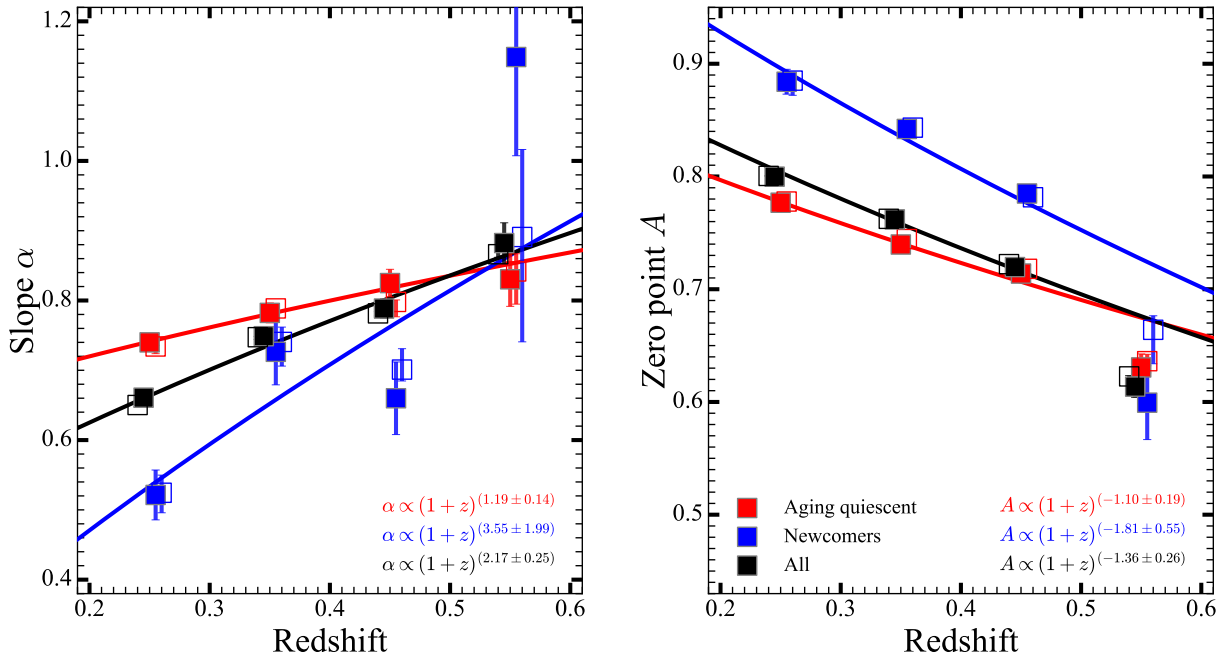 1.2
1.0
0.8
0.6
0.4
Slope α
0.2 0.3 0.4 0.5 0.6
Redshift
α ∝ (1 + z)^(1.19 ± 0.14)
α ∝ (1 + z)^(3.55 ± 1.99)
α ∝ (1 + z)^(2.17 ± 0.25)
0.9
0.8
0.7
0.6
0.5
Zero point A
0.2 0.3 0.4 0.5 0.6
Redshift
Aging quiescent A ∝ (1 + z)^(−1.10 ± 0.19)
Newcomers A ∝ (1 + z)^(−1.81 ± 0.55)
All A ∝ (1 + z)^(−1.36 ± 0.26)